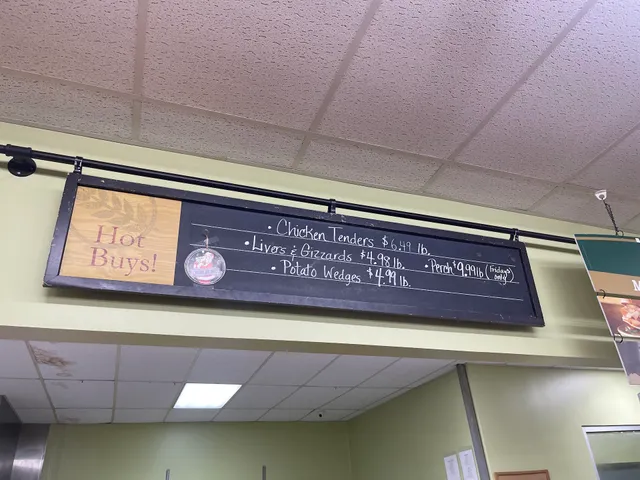 Hot
Buys!
• Chicken Tenders $6.49 lb.
• Livers & Gizzards $4.98 lb.
• Potato Wedges $4.99 lb.
• Perch $9.99 lb (fridays only)
M